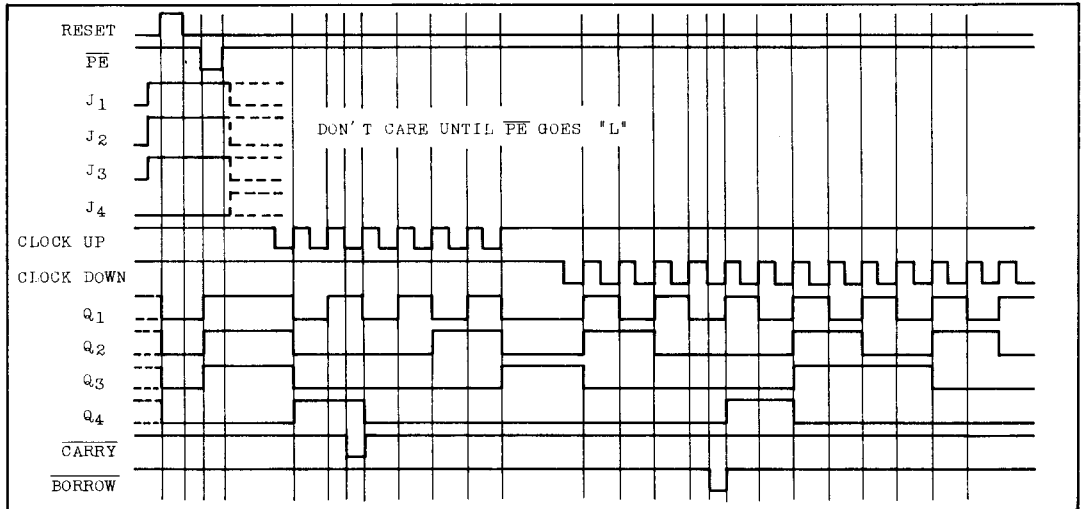 RESET
PE
J1
J2
DON'T CARE UNTIL PE GOES "L"
J3
J4
CLOCK UP
CLOCK DOWN
Q1
Q2
Q3
Q4
CARRY
BORROW